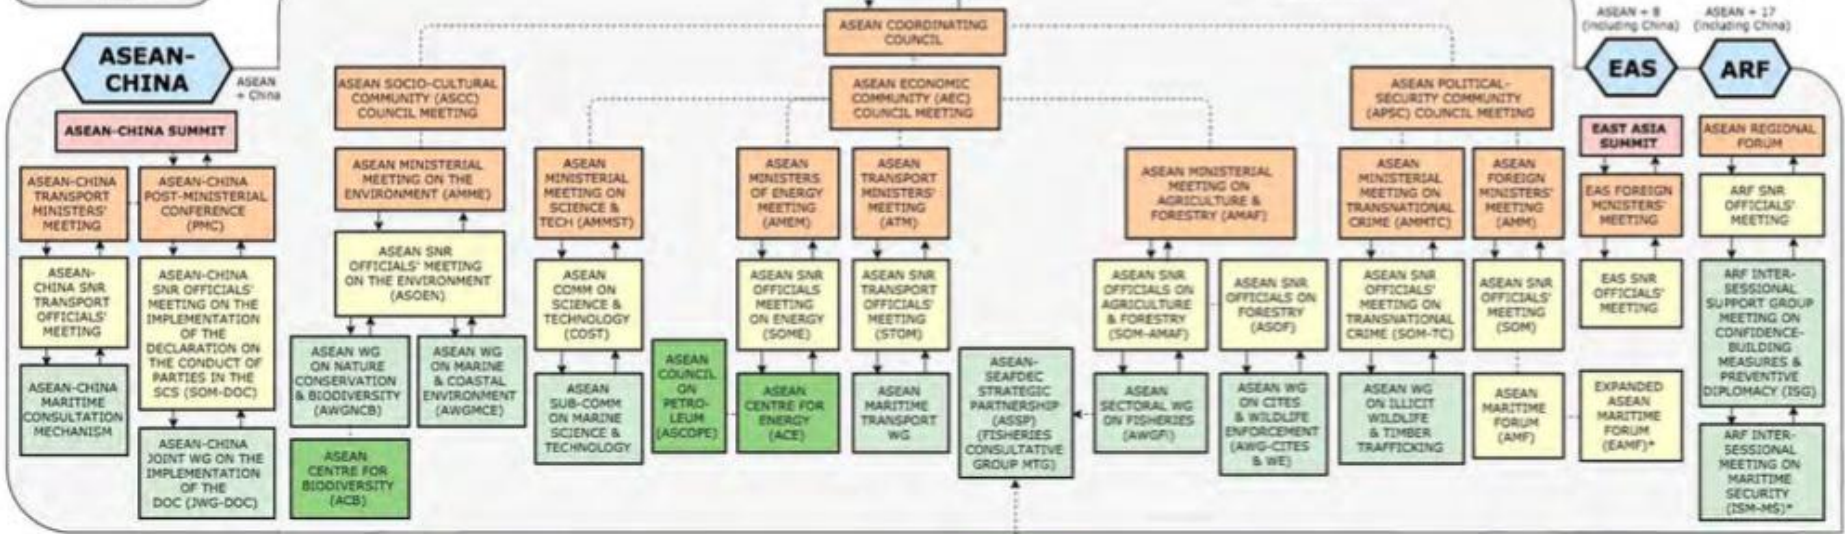 ASEAN COORDINATING
COUNCIL
ASEAN + 8
(including China)
ASEAN + 17
(including China)
ASEAN-
CHINA
ASEAN
+ China
EAS
ARF
ASEAN SOCIO-CULTURAL
COMMUNITY (ASCC)
COUNCIL MEETING
ASEAN ECONOMIC
COMMUNITY (AEC)
COUNCIL MEETING
ASEAN POLITICAL-
SECURITY COMMUNITY
(APSC) COUNCIL MEETING
ASEAN-CHINA SUMMIT
EAST ASIA
SUMMIT
ASEAN REGIONAL
FORUM
ASEAN-CHINA
TRANSPORT
MINISTERS'
MEETING
ASEAN-CHINA
POST-MINISTERIAL
CONFERENCE
(PMC)
ASEAN MINISTERIAL
MEETING ON THE
ENVIRONMENT (AMME)
ASEAN
MINISTERIAL
MEETING ON
SCIENCE &
TECH (AMMST)
ASEAN
MINISTERS
OF ENERGY
MEETING
(AMEM)
ASEAN
TRANSPORT
MINISTERS'
MEETING
(ATM)
ASEAN MINISTERIAL
MEETING ON
AGRICULTURE &
FORESTRY (AMAF)
ASEAN
MINISTERIAL
MEETING ON
TRANSNATIONAL
CRIME (AMMTC)
ASEAN
FOREIGN
MINISTERS'
MEETING
(AMM)
EAS FOREIGN
MINISTERS'
MEETING
ARF SNR
OFFICIALS'
MEETING
ASEAN-
CHINA SNR
TRANSPORT
OFFICIALS'
MEETING
ASEAN-CHINA
SNR OFFICIALS'
MEETING ON THE
IMPLEMENTATION
OF THE
DECLARATION ON
THE CONDUCT OF
PARTIES IN THE
SCS (SOM-DOC)
ASEAN SNR
OFFICIALS' MEETING
ON THE ENVIRONMENT
(ASOEN)
ASEAN
COMM ON
SCIENCE &
TECHNOLOGY
(COST)
ASEAN SNR
OFFICIALS
MEETING
ON ENERGY
(SOME)
ASEAN SNR
TRANSPORT
OFFICIALS'
MEETING
(STOM)
ASEAN SNR
OFFICIALS ON
AGRICULTURE
& FORESTRY
(SOM-AMAF)
ASEAN SNR
OFFICIALS ON
FORESTRY
(ASOF)
ASEAN SNR
OFFICIALS'
MEETING ON
TRANSNATIONAL
CRIME (SOM-TC)
ASEAN SNR
OFFICIALS'
MEETING
(SOM)
EAS SNR
OFFICIALS'
MEETING
ARF INTER-
SESSIONAL
SUPPORT GROUP
MEETING ON
CONFIDENCE-
BUILDING
MEASURES &
PREVENTIVE
DIPLOMACY (ISG)
ASEAN-CHINA
MARITIME
CONSULTATION
MECHANISM
ASEAN-CHINA
JOINT WG ON THE
IMPLEMENTATION
OF THE
DOC (JWG-DOC)
ASEAN WG
ON NATURE
CONSERVATION
& BIODIVERSITY
(AWGNCB)
ASEAN WG
ON MARINE
& COASTAL
ENVIRONMENT
(AWGMCE)
ASEAN
CENTRE FOR
BIODIVERSITY
(ACB)
ASEAN
SUB-COMM
ON MARINE
SCIENCE &
TECHNOLOGY
ASEAN
COUNCIL
ON
PETRO-
LEUM
(ASCOPE)
ASEAN
CENTRE FOR
ENERGY
(ACE)
ASEAN
MARITIME
TRANSPORT
WG
ASEAN-
SEAFDEC
STRATEGIC
PARTNERSHIP
(ASSP)
(FISHERIES
CONSULTATIVE
GROUP MTG)
ASEAN
SECTORAL WG
ON FISHERIES
(AWGFi)
ASEAN WG
ON CITES
& WILDLIFE
ENFORCEMENT
(AWG-CITES
& WE)
ASEAN WG
ON ILLICIT
WILDLIFE
& TIMBER
TRAFFICKING
ASEAN
MARITIME
FORUM
(AMF)
EXPANDED
ASEAN
MARITIME
FORUM
(EAMF)*
ARF INTER-
SESSIONAL
MEETING ON
MARITIME
SECURITY
(ISM-MS)*